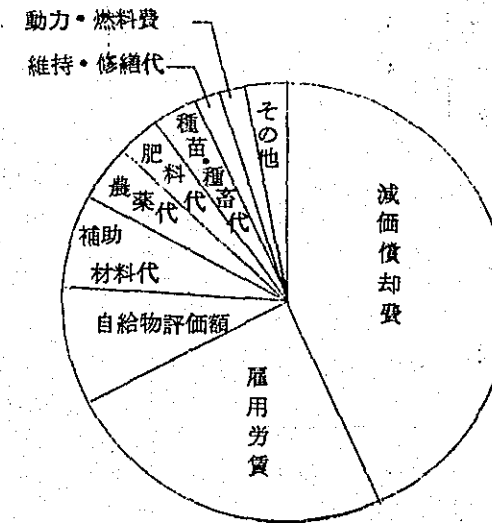 動力・燃料費
維持・修繕代
その他
種苗・種畜代
肥料代
農薬代
補助
材料代
自給物評価額
雇用労賃
減価償却費